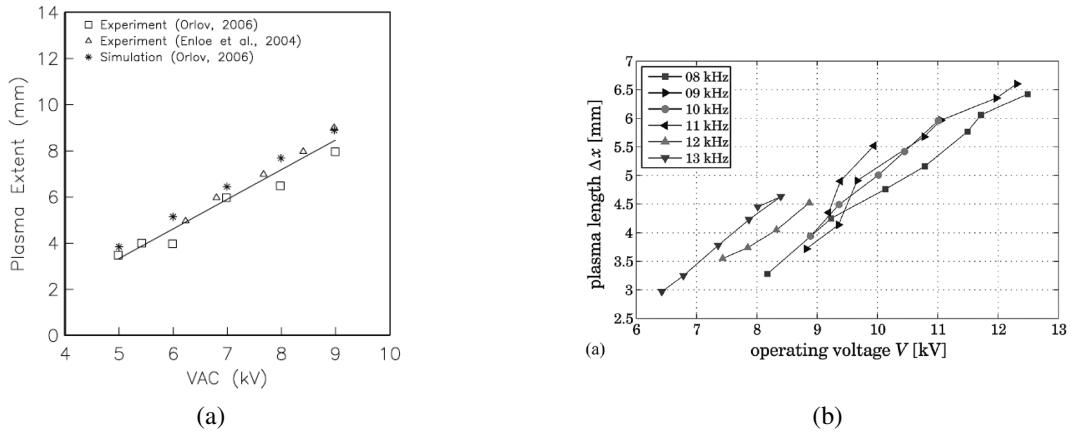 14
12
10
8
6
4
2
0
4 5 6 7 8 9 10
Plasma Extent (mm)
VAC (kV)
□ Experiment (Orlov, 2006)
△ Experiment (Enloe et al., 2004)
* Simulation (Orlov, 2006)
(a)
7
6.5
6
5.5
5
4.5
4
3.5
3
2.5
6 7 8 9 10 11 12 13
plasma length Δx [mm]
operating voltage V [kV]
08 kHz
09 kHz
10 kHz
11 kHz
12 kHz
13 kHz
(a)
(b)